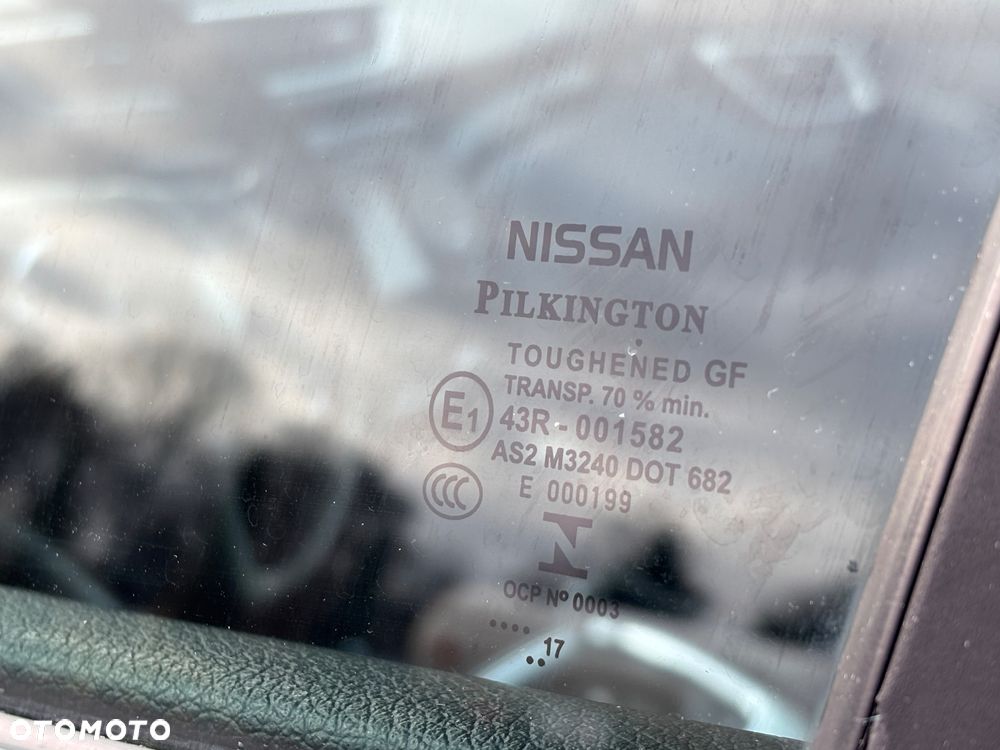 NISSAN
PILKINGTON
TOUGHENED GF
TRANSP. 70 % min.
E1 43R - 001582
AS2 M3240 DOT 682
CCC E 000199
OCP Nº 0003
....
.. 17
OTOMOTO